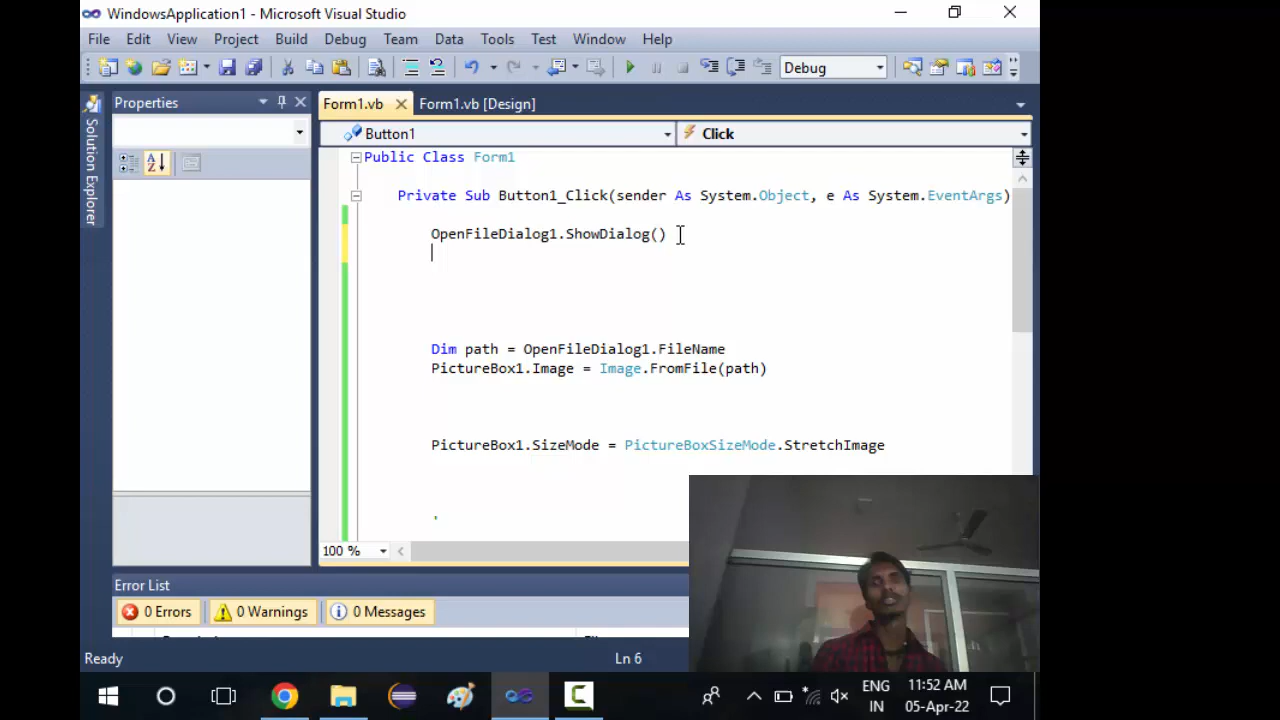 WindowsApplication1 - Microsoft Visual Studio
File Edit View Project Build Debug Team Data Tools Test Window Help
Debug
Solution Explorer
Properties
Form1.vb
Form1.vb [Design]
Button1
Click
Public Class Form1
Private Sub Button1_Click(sender As System.Object, e As System.EventArgs)
OpenFileDialog1.ShowDialog()
Dim path = OpenFileDialog1.FileName
PictureBox1.Image = Image.FromFile(path)
PictureBox1.SizeMode = PictureBoxSizeMode.StretchImage
'
100 %
Error List
0 Errors
0 Warnings
0 Messages
Ready
Ln 6
ENG
IN
11:52 AM
05-Apr-22